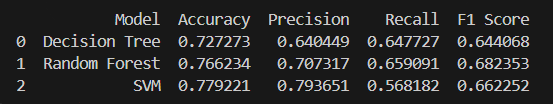 Model Accuracy Precision Recall F1 Score
0 Decision Tree 0.727273 0.640449 0.647727 0.644068
1 Random Forest 0.766234 0.707317 0.659091 0.682353
2 SVM 0.779221 0.793651 0.568182 0.662252